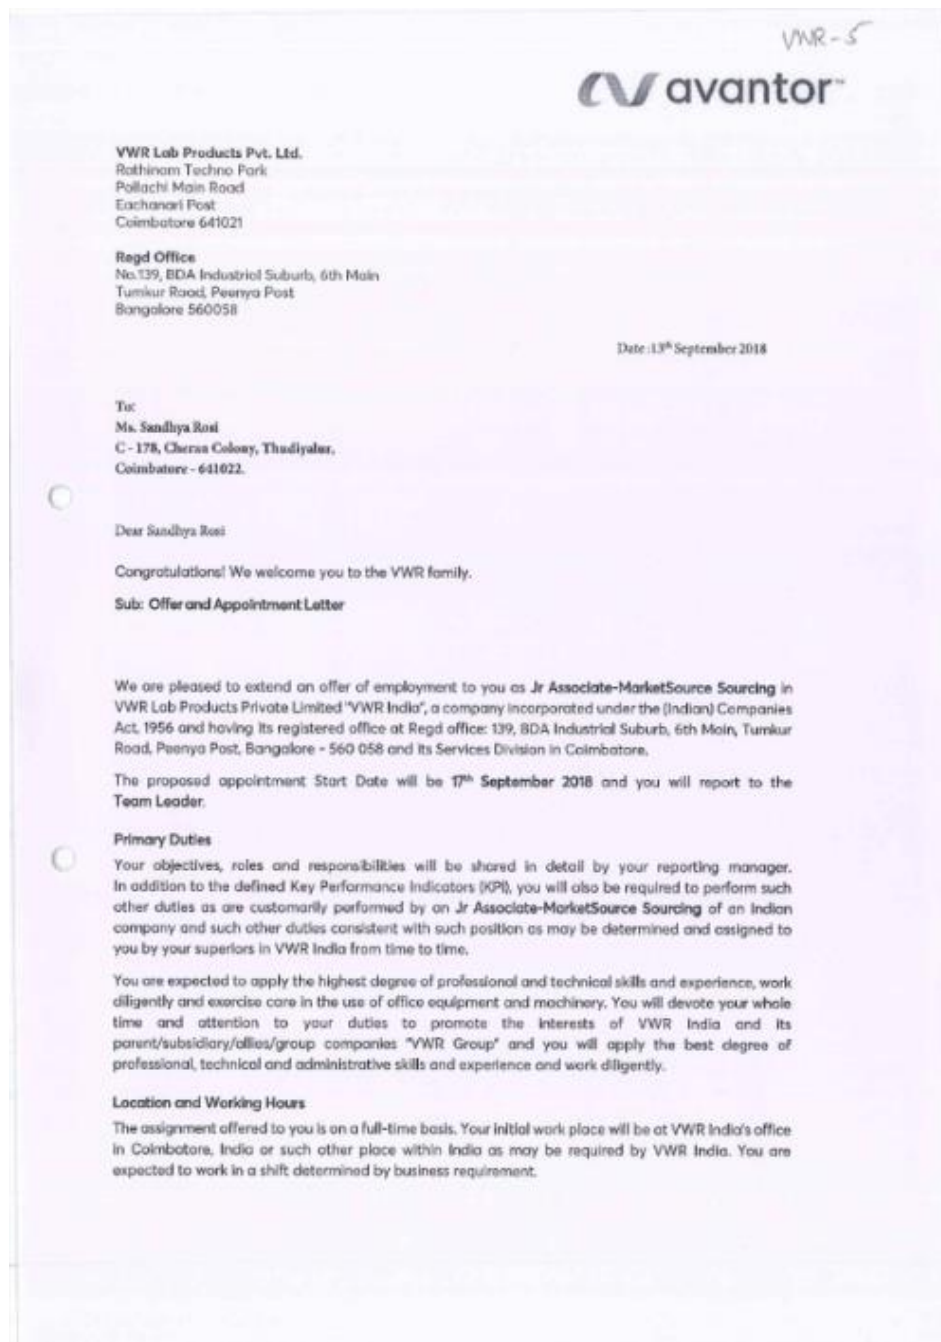 VWR-5
avantor™
VWR Lab Products Pvt. Ltd.
Rathinam Techno Park
Pollachi Main Road
Eachanari Post
Coimbatore 641021
Regd Office
No.139, BDA Industrial Suburb, 6th Main
Tumkur Road, Peenya Post
Bangalore 560058
Date :13th September 2018
To:
Ms. Sandhya Rosi
C - 178, Cheran Colony, Thudiyalur,
Coimbatore - 641022.
Dear Sandhya Rosi
Congratulations! We welcome you to the VWR family.
Sub: Offer and Appointment Letter
We are pleased to extend an offer of employment to you as Jr Associate-MarketSource Sourcing in
VWR Lab Products Private Limited "VWR India", a company incorporated under the (Indian) Companies
Act, 1956 and having its registered office at Regd office: 139, BDA Industrial Suburb, 6th Main, Tumkur
Road, Peenya Post, Bangalore - 560 058 and its Services Division in Coimbatore.
The proposed appointment Start Date will be 17th September 2018 and you will report to the
Team Leader.
Primary Duties
Your objectives, roles and responsibilities will be shared in detail by your reporting manager.
In addition to the defined Key Performance Indicators (KPI), you will also be required to perform such
other duties as are customarily performed by an Jr Associate-MarketSource Sourcing of an Indian
company and such other duties consistent with such position as may be determined and assigned to
you by your superiors in VWR India from time to time.
You are expected to apply the highest degree of professional and technical skills and experience, work
diligently and exercise care in the use of office equipment and machinery. You will devote your whole
time and attention to your duties to promote the interests of VWR India and its
parent/subsidiary/allies/group companies "VWR Group" and you will apply the best degree of
professional, technical and administrative skills and experience and work diligently.
Location and Working Hours
The assignment offered to you is on a full-time basis. Your initial work place will be at VWR India's office
in Coimbatore, India or such other place within India as may be required by VWR India. You are
expected to work in a shift determined by business requirement.